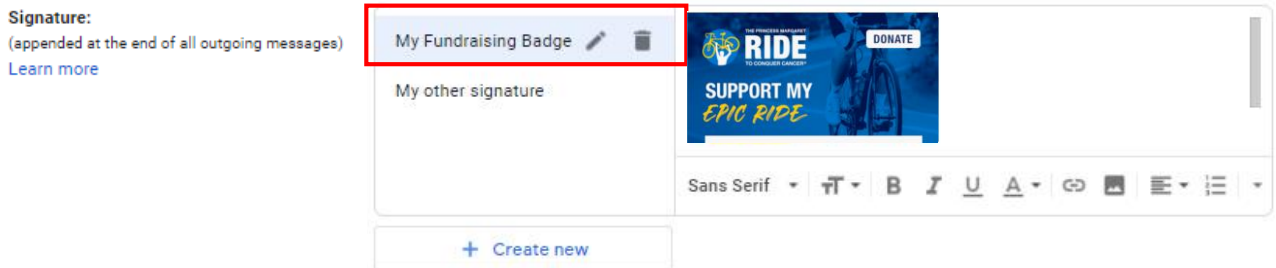 Signature:
(appended at the end of all outgoing messages)
Learn more
My Fundraising Badge
My other signature
THE PRINCESS MARGARET
RIDE
TO CONQUER CANCER®
DONATE
SUPPORT MY
EPIC RIDE
Sans Serif
B I U A
+ Create new